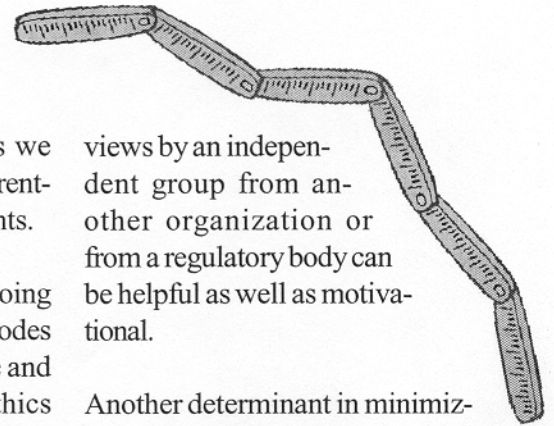 s we
rent-
nts.
oing
odes
and
thics
views by an indepen-
dent group from an-
other organization or
from a regulatory body can
be helpful as well as motiva-
tional.
Another determinant in minimiz-